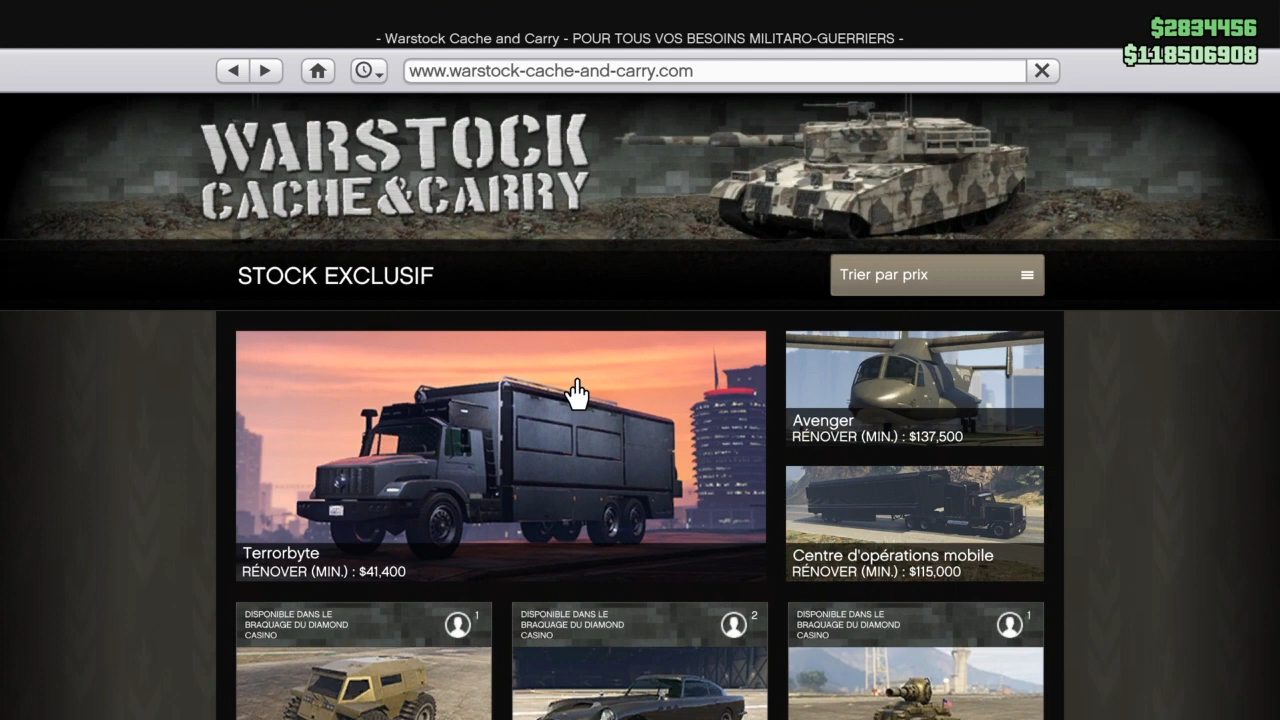 - Warstock Cache and Carry - POUR TOUS VOS BESOINS MILITARO-GUERRIERS -
$2834456
$118506908
www.warstock-cache-and-carry.com
WARSTOCK
CACHE&CARRY
STOCK EXCLUSIF
Trier par prix
Terrorbyte
RÉNOVER (MIN.) : $41,400
Avenger
RÉNOVER (MIN.) : $137,500
Centre d'opérations mobile
RÉNOVER (MIN.) : $115,000
DISPONIBLE DANS LE
BRAQUAGE DU DIAMOND
CASINO
1
DISPONIBLE DANS LE
BRAQUAGE DU DIAMOND
CASINO
2
DISPONIBLE DANS LE
BRAQUAGE DU DIAMOND
CASINO
1